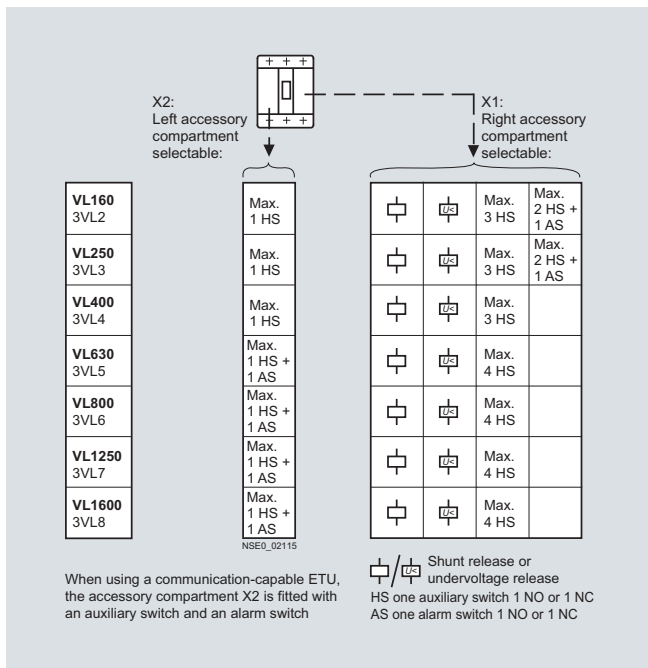 X2:
Left accessory
compartment
selectable:
X1:
Right accessory
compartment
selectable:
VL160
3VL2
Max.
1 HS
U<
Max.
3 HS
Max.
2 HS +
1 AS
VL250
3VL3
Max.
1 HS
U<
Max.
3 HS
Max.
2 HS +
1 AS
VL400
3VL4
Max.
1 HS
U<
Max.
3 HS
VL630
3VL5
Max.
1 HS +
1 AS
U<
Max.
4 HS
VL800
3VL6
Max.
1 HS +
1 AS
U<
Max.
4 HS
VL1250
3VL7
Max.
1 HS +
1 AS
U<
Max.
4 HS
VL1600
3VL8
Max.
1 HS +
1 AS
U<
Max.
4 HS
NSE0_02115
When using a communication-capable ETU,
the accessory compartment X2 is fitted with
an auxiliary switch and an alarm switch
/ U< Shunt release or
undervoltage release
HS one auxiliary switch 1 NO or 1 NC
AS one alarm switch 1 NO or 1 NC